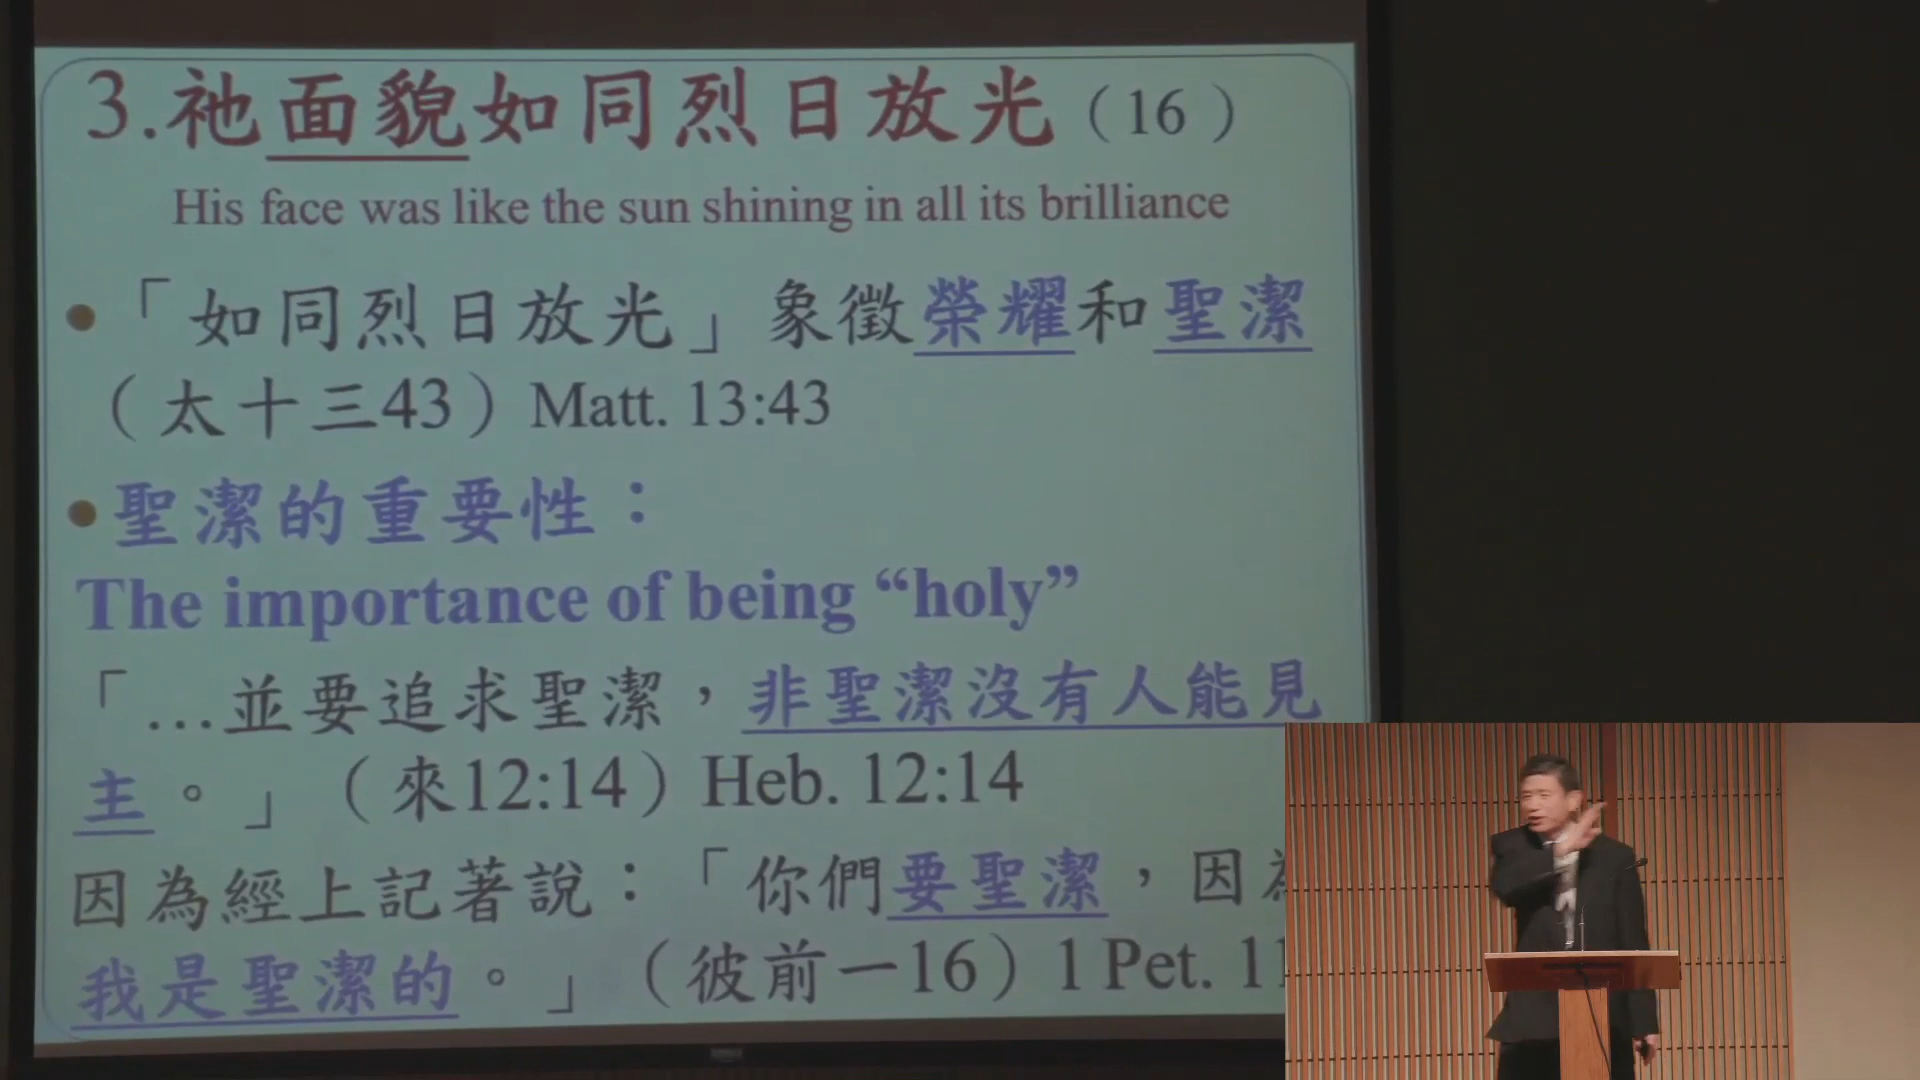 3.祂面貌如同烈日放光（16）
His face was like the sun shining in all its brilliance
•「如同烈日放光」象徵榮耀和聖潔
（太十三43）Matt. 13:43
•聖潔的重要性：
The importance of being “holy”
「…並要追求聖潔，非聖潔沒有人能見
主。」（來12:14）Heb. 12:14
因為經上記著說：「你們要聖潔，因
我是聖潔的。」（彼前一16）1 Pet.